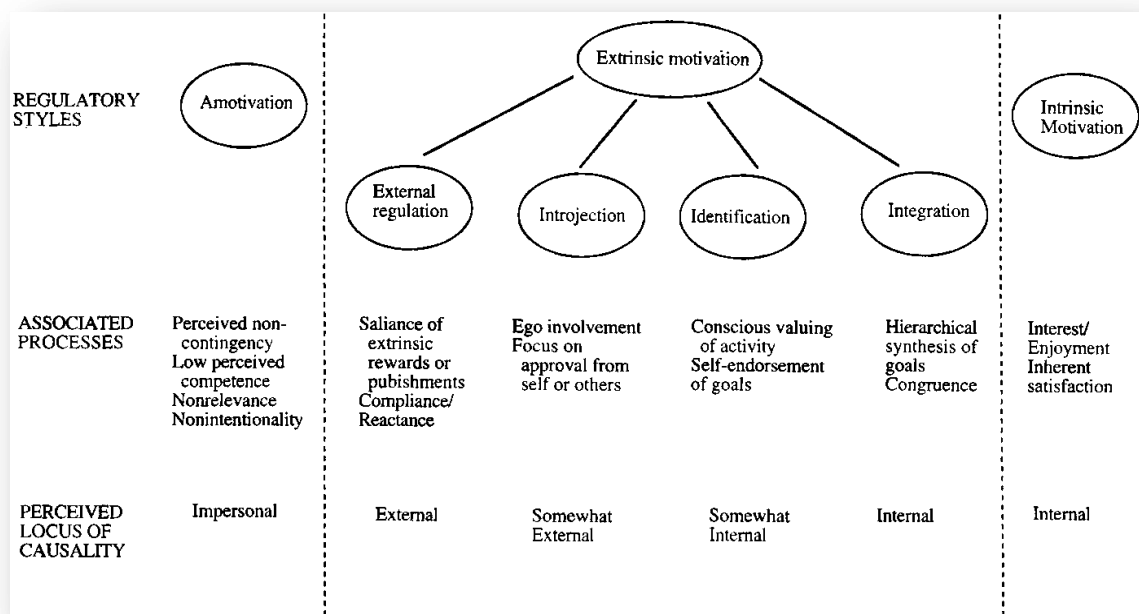 Extrinsic motivation
REGULATORY
STYLES
Amotivation
Intrinsic
Motivation
External
regulation
Introjection
Identification
Integration
ASSOCIATED
PROCESSES
Perceived non-
contingency
Low perceived
competence
Nonrelevance
Nonintentionality
Saliance of
extrinsic
rewards or
pubishments
Compliance/
Reactance
Ego involvement
Focus on
approval from
self or others
Conscious valuing
of activity
Self-endorsement
of goals
Hierarchical
synthesis of
goals
Congruence
Interest/
Enjoyment
Inherent
satisfaction
PERCEIVED
LOCUS OF
CAUSALITY
Impersonal
External
Somewhat
External
Somewhat
Internal
Internal
Internal